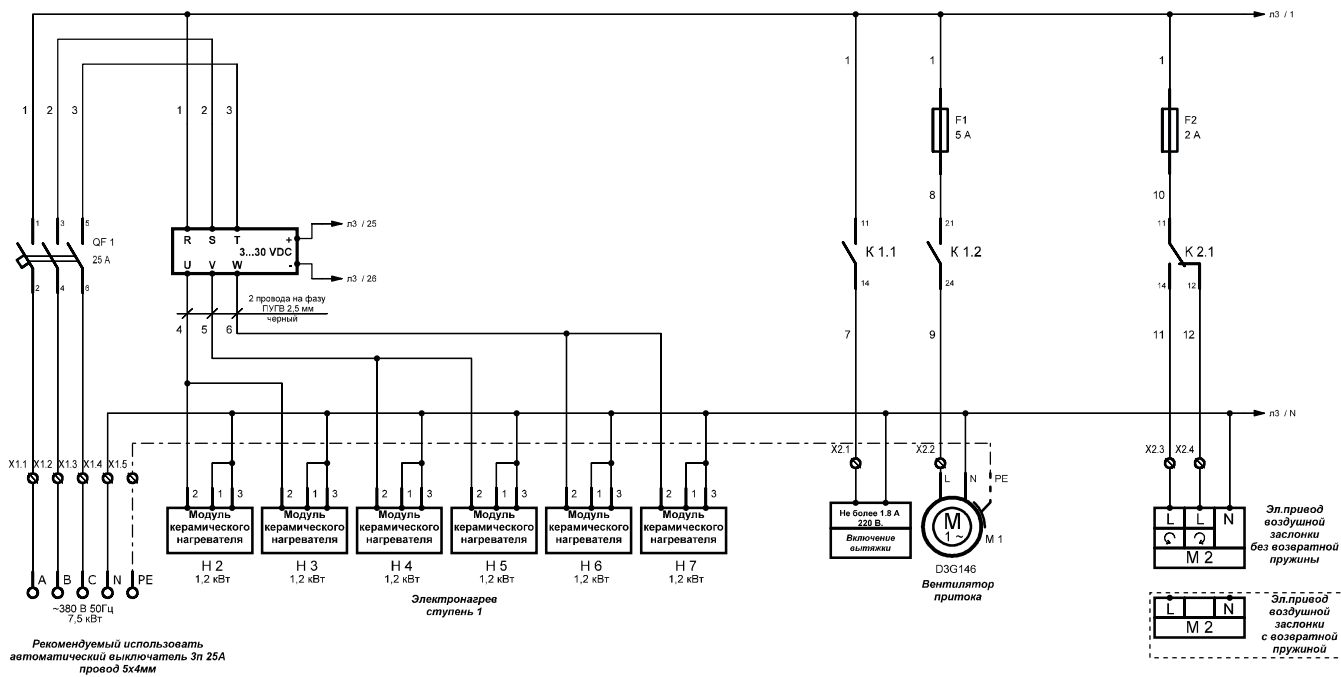 л3 / 1
1
2
3
1
2
3
1
1
1
F1
5 А
F2
2 А
8
10
1
3
5
QF 1
25 А
2
4
6
R S T
3...30 VDC
+
-
U V W
л3 / 25
л3 / 26
2 провода на фазу
ПУГВ 2,5 мм
черный
4
5
6
11
К 1.1
14
21
К 1.2
24
11
К 2.1
14
12
7
9
11
12
л3 / N
X1.1
X1.2
X1.3
X1.4
X1.5
X2.1
X2.2
X2.3
X2.4
2 1 3
2 1 3
2 1 3
2 1 3
2 1 3
2 1 3
Модуль
керамического
нагревателя
Модуль
керамического
нагревателя
Модуль
керамического
нагревателя
Модуль
керамического
нагревателя
Модуль
керамического
нагревателя
Модуль
керамического
нагревателя
Н 2
1,2 кВт
Н 3
1,2 кВт
Н 4
1,2 кВт
Н 5
1,2 кВт
Н 6
1,2 кВт
Н 7
1,2 кВт
Электронагрев
ступень 1
Не более 1.8 А
220 В.
Включение
вытяжки
L
N
PE
М
1 ~
М 1
D3G146
Вентилятор
притока
L L N
М 2
Эл.привод
воздушной
заслонки
без возвратной
пружины
L N
М 2
Эл.привод
воздушной
заслонки
с возвратной
пружиной
A
B
C
N
PE
~380 В 50Гц
7,5 кВт
Рекомендуемый использовать
автоматический выключатель 3п 25А
провод 5х4мм